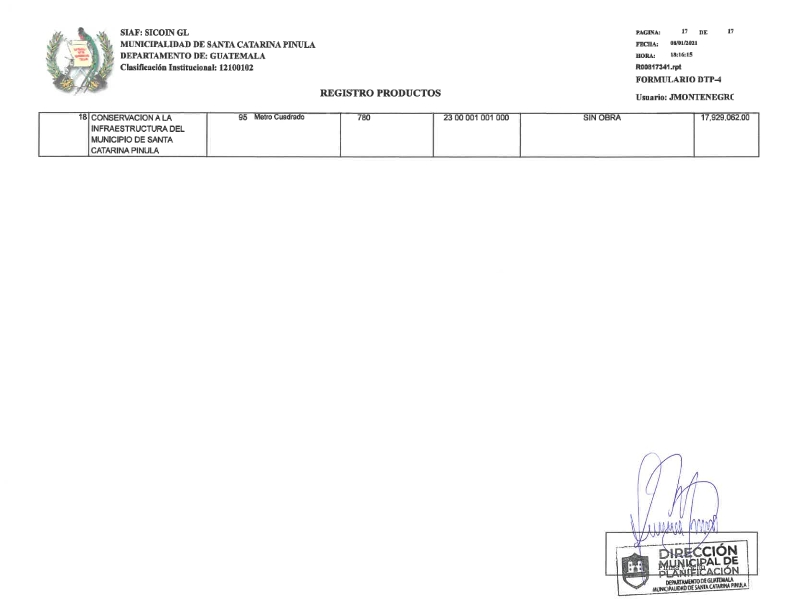 SIAF: SICOIN GL
MUNICIPALIDAD DE SANTA CATARINA PINULA
DEPARTAMENTO DE: GUATEMALA
Clasificación Institucional: 12100102
PAGINA: 17 DE 17
FECHA: 08/01/2021
HORA: 18:16:15
R00817341.rpt
FORMULARIO DTP-4
REGISTRO PRODUCTOS
Usuario: JMONTENEGRO
18 CONSERVACION A LA 95 Metro Cuadrado 780 23 00 001 001 000 SIN OBRA 17,929,062.00
INFRAESTRUCTURA DEL
MUNICIPIO DE SANTA
CATARINA PINULA
DIRECCIÓN
MUNICIPAL DE
PLANIFICACIÓN
DEPARTAMENTO DE GUATEMALA
MUNICIPALIDAD DE SANTA CATARINA PINULA